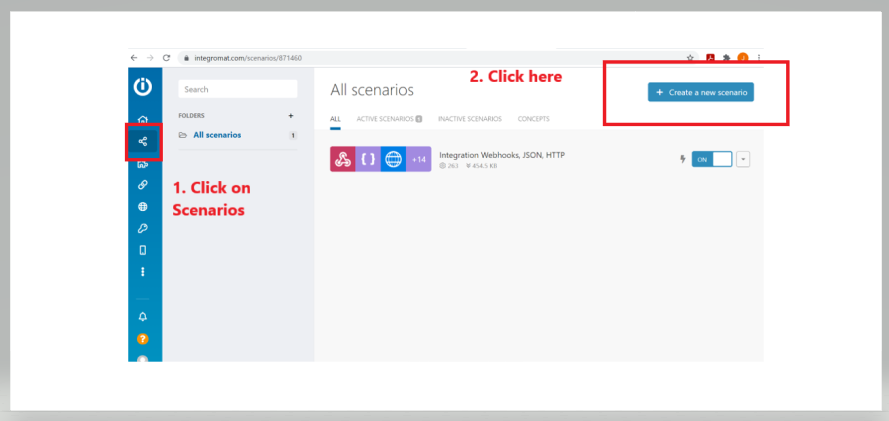 integromat.com/scenarios/871460
2. Click here
Search
All scenarios
+ Create a new scenario
FOLDERS
+
ALL
ACTIVE SCENARIOS
INACTIVE SCENARIOS
CONCEPTS
All scenarios
1
+14
Integration Webhooks, JSON, HTTP
263
454.5 KB
ON
1. Click on
Scenarios